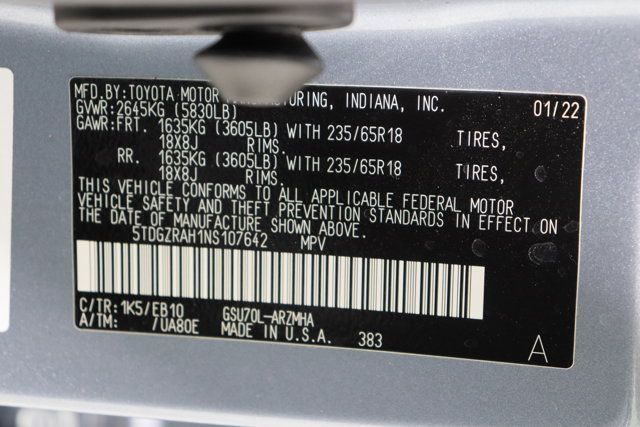 MFD.BY:TOYOTA MOTOR MANUFACTURING, INDIANA, INC. 01/22
GVWR:2645KG (5830LB)
GAWR:FRT. 1635KG (3605LB) WITH 235/65R18 TIRES,
18X8J RIMS.
RR. 1635KG (3605LB) WITH 235/65R18 TIRES,
18X8J RIMS.
THIS VEHICLE CONFORMS TO ALL APPLICABLE FEDERAL MOTOR
VEHICLE SAFETY AND THEFT PREVENTION STANDARDS IN EFFECT ON
THE DATE OF MANUFACTURE SHOWN ABOVE.
5TDGZRAH1NS107642 MPV
C/TR:1K5/EB10 GSU70L-ARZMHA
A/TM: /UA80E MADE IN U.S.A. 383
A